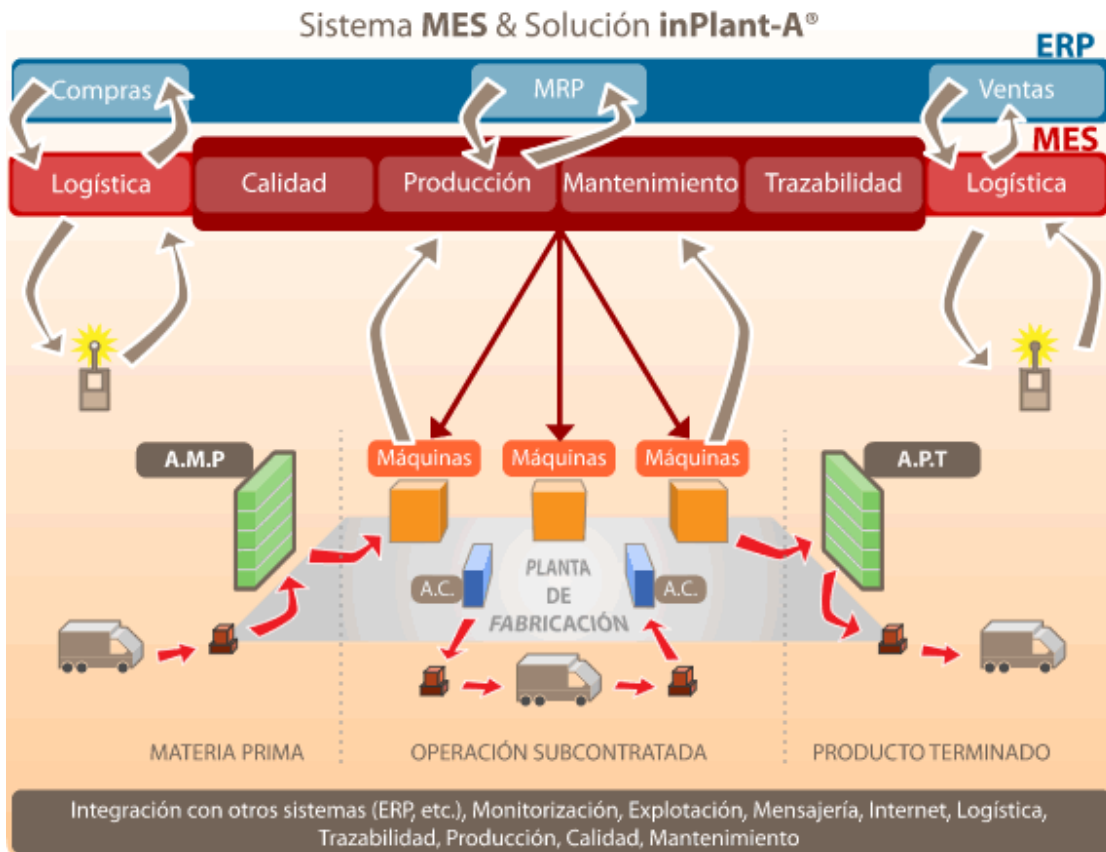 Sistema MES & Solución inPlant-A®
ERP
Compras
MRP
Ventas
MES
Logística
Calidad
Producción
Mantenimiento
Trazabilidad
Logística
A.M.P
Máquinas
Máquinas
Máquinas
A.P.T
A.C.
PLANTA
DE
FABRICACIÓN
A.C.
MATERIA PRIMA
OPERACIÓN SUBCONTRATADA
PRODUCTO TERMINADO
Integración con otros sistemas (ERP, etc.), Monitorización, Explotación, Mensajería, Internet, Logística,
Trazabilidad, Producción, Calidad, Mantenimiento